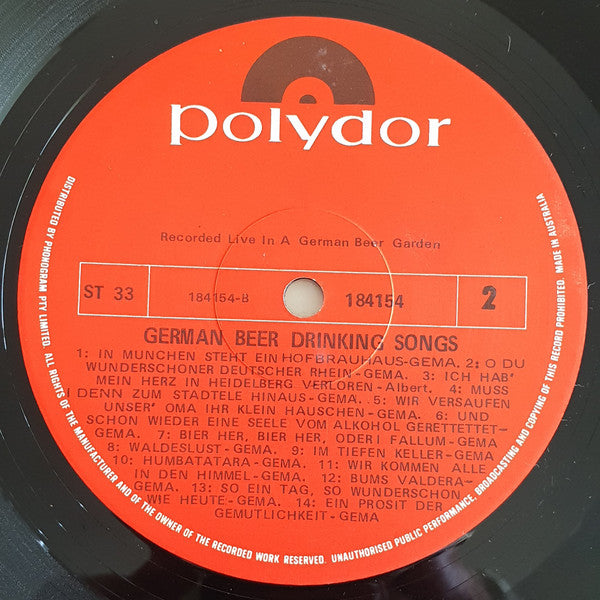 polydor
Recorded Live In A German Beer Garden
ST 33
184154-B
184154
2
GERMAN BEER DRINKING SONGS
1: IN MUNCHEN STEHT EIN HOFBRAUHAUS-GEMA. 2: O DU
WUNDERSCHONER DEUTSCHER RHEIN-GEMA. 3: ICH HAB'
MEIN HERZ IN HEIDELBERG VERLOREN-Albert. 4: MUSS
I DENN ZUM STADTELE HINAUS-GEMA. 5: WIR VERSAUFEN
UNSER' OMA IHR KLEIN HAUSCHEN-GEMA. 6: UND
SCHON WIEDER EINE SEELE VOM ALKOHOL GERETTETTET-
GEMA. 7: BIER HER, BIER HER, ODER I FALLUM-GEMA.
8: WALDESLUST-GEMA. 9: IM TIEFEN KELLER-GEMA.
10: HUMBATATARA-GEMA. 11: WIR KOMMEN ALLE
IN DEN HIMMEL-GEMA. 12: BUMS VALDERA-
GEMA. 13: SO EIN TAG, SO WUNDERSCHON
WIE HEUTE-GEMA. 14: EIN PROSIT DER
GEMUTLICHKEIT-GEMA
DISTRIBUTED BY PHONOGRAM PTY. LIMITED. ALL RIGHTS OF THE MANUFACTURER AND OF THE OWNER OF THE RECORDED WORK RESERVED. UNAUTHORISED PUBLIC PERFORMANCE, BROADCASTING AND COPYING OF THIS RECORD PROHIBITED. MADE IN AUSTRALIA